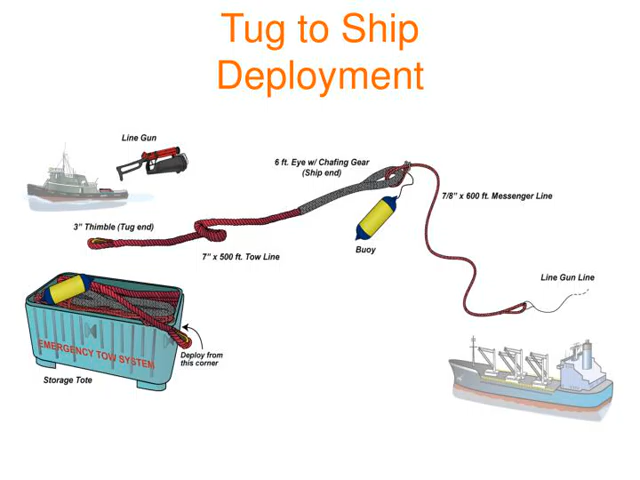 Tug to Ship
Deployment
Line Gun
6 ft. Eye w/ Chafing Gear
(Ship end)
7/8" x 600 ft. Messenger Line
3" Thimble (Tug end)
7" x 500 ft. Tow Line
Buoy
Line Gun Line
EMERGENCY TOW SYSTEM
Deploy from
this corner
Storage Tote